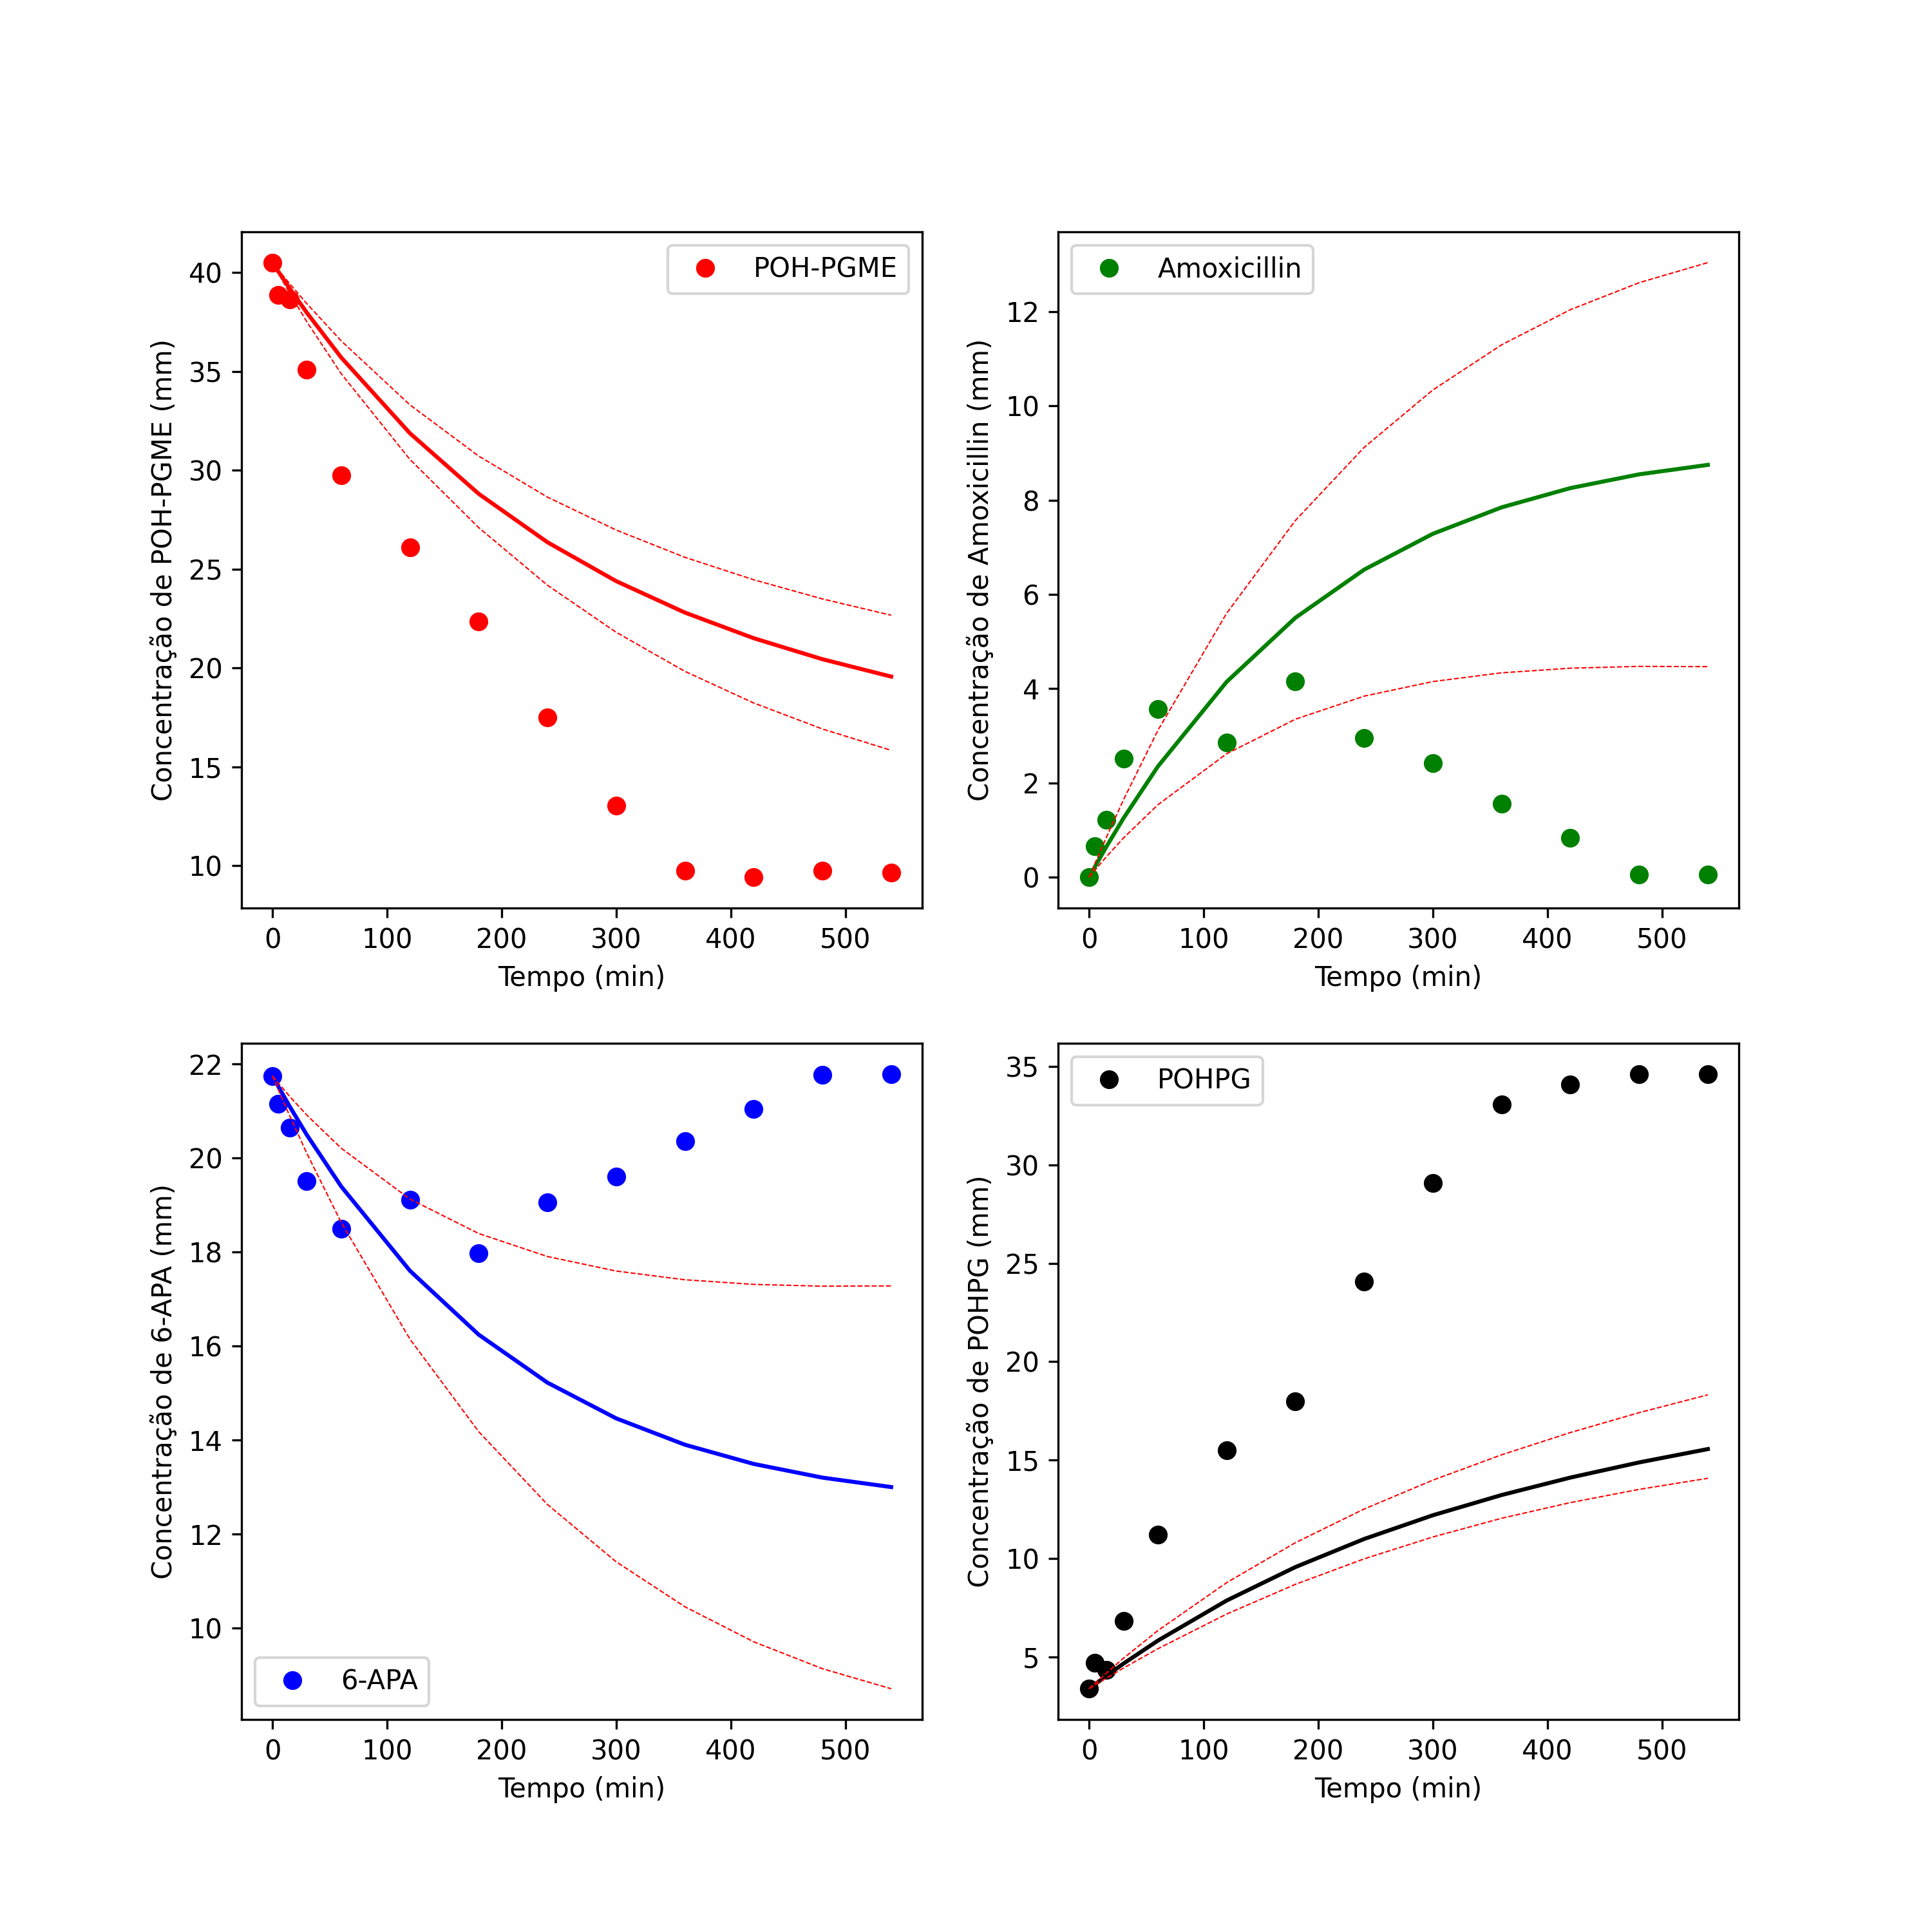 POH-PGME
40
35
30
25
20
15
10
Concentração de POH-PGME (mm)
0 100 200 300 400 500
Tempo (min)
Amoxicillin
12
10
8
6
4
2
0
Concentração de Amoxicillin (mm)
0 100 200 300 400 500
Tempo (min)
22
20
18
16
14
12
10
Concentração de 6-APA (mm)
6-APA
0 100 200 300 400 500
Tempo (min)
POHPG
35
30
25
20
15
10
5
Concentração de POHPG (mm)
0 100 200 300 400 500
Tempo (min)